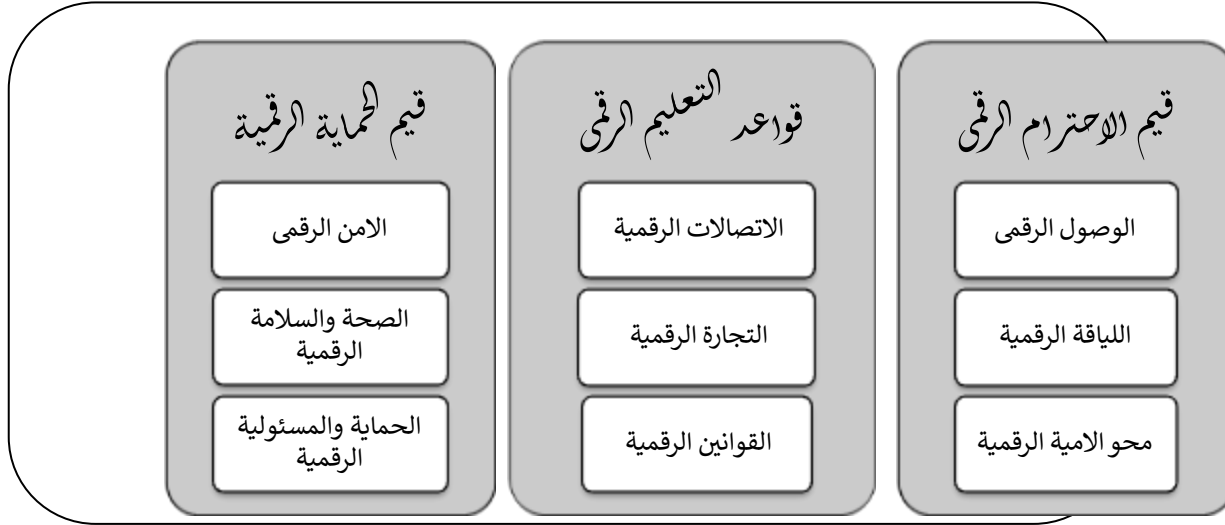 قيم الاحترام الرقمى
الوصول الرقمى
اللياقة الرقمية
محو الامية الرقمية
قواعد التعليم الرقمى
الاتصالات الرقمية
التجارة الرقمية
القوانين الرقمية
قيم الحماية الرقمية
الامن الرقمى
الصحة والسلامة
الرقمية
الحماية والمسئولية
الرقمية